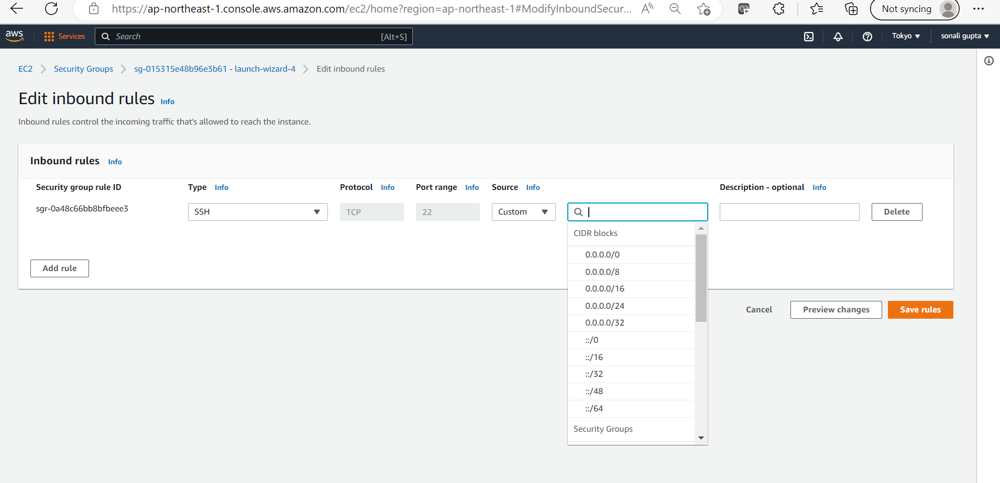 https://ap-northeast-1.console.aws.amazon.com/ec2/home?region=ap-northeast-1#ModifyInboundSecur...
Not syncing
aws
Services
Search
[Alt+S]
Tokyo
sonali gupta
EC2
Security Groups
sg-015315e48b96e3b61 - launch-wizard-4
Edit inbound rules
Edit inbound rules Info
Inbound rules control the incoming traffic that's allowed to reach the instance.
Inbound rules Info
Security group rule ID
Type Info
Protocol Info
Port range Info
Source Info
Description - optional Info
sgr-0a48c66bb8bfbeee3
SSH
TCP
22
Custom
Delete
CIDR blocks
0.0.0.0/0
0.0.0.0/8
0.0.0.0/16
0.0.0.0/24
0.0.0.0/32
::/0
::/16
::/32
::/48
::/64
Security Groups
Add rule
Cancel
Preview changes
Save rules